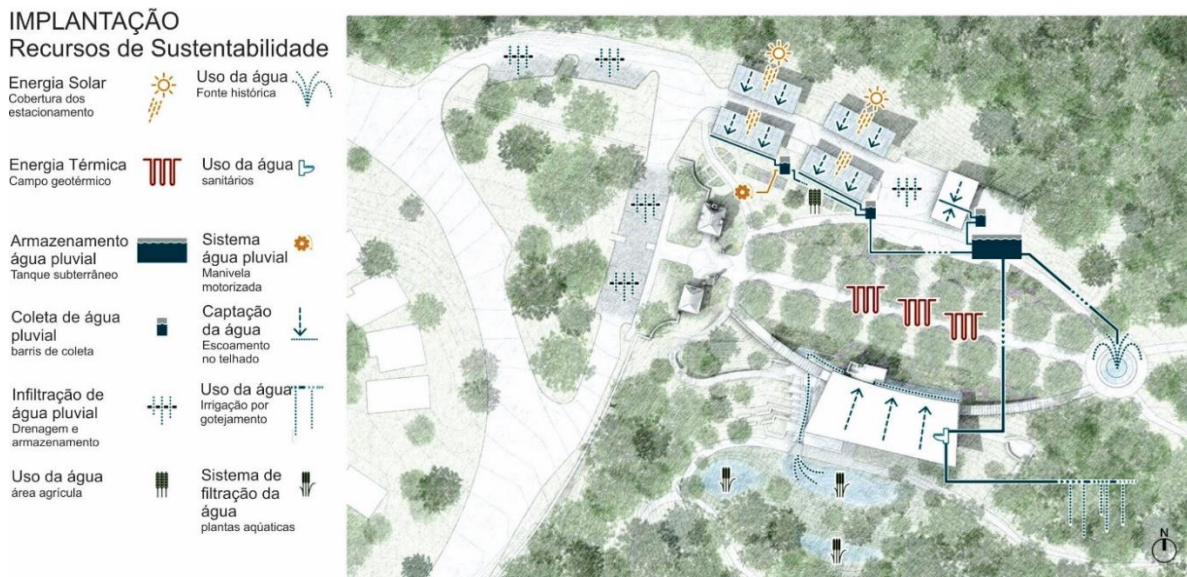 IMPLANTAÇÃO
Recursos de Sustentabilidade
Energia Solar
Cobertura dos
estacionamento
Uso da água
Fonte histórica
Energia Térmica
Campo geotérmico
Uso da água
sanitários
Armazenamento
água pluvial
Tanque subterrâneo
Sistema
água pluvial
Manivela
motorizada
Coleta de água
pluvial
barris de coleta
Captação
da água
Escoamento
no telhado
Infiltração de
água pluvial
Drenagem e
armazenamento
Uso da água
Irrigação por
gotejamento
Uso da água
área agrícula
Sistema de
filtração da
água
plantas aqúaticas
N